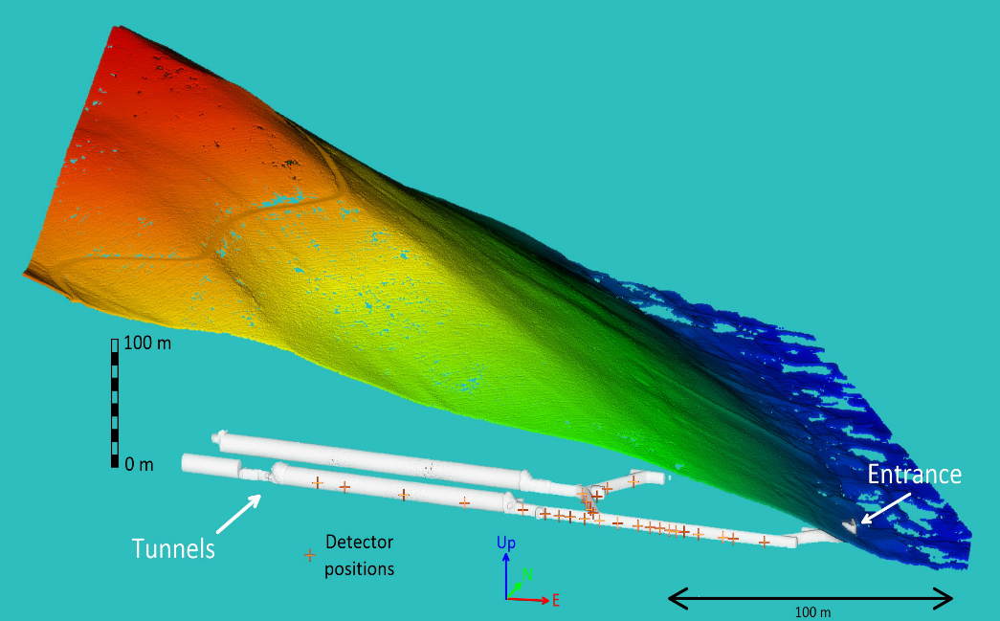 100 m
0 m
Entrance
Tunnels
Detector
positions
Up
N
E
100 m